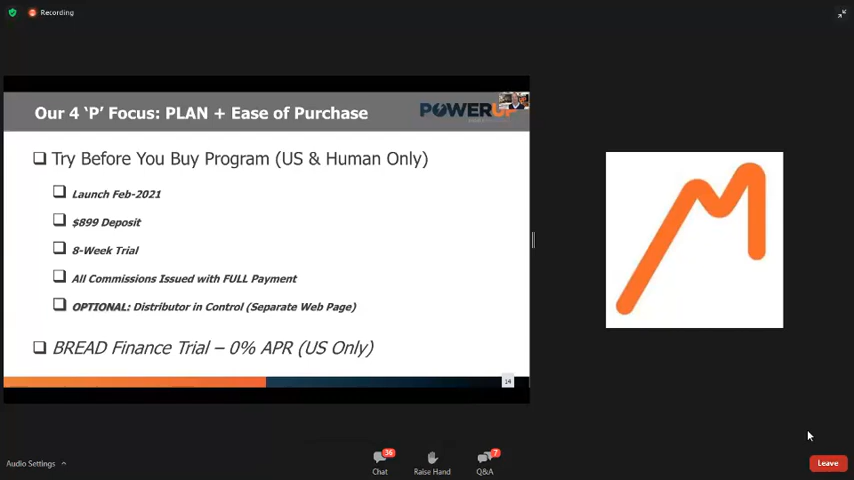 Recording
Our 4 ‘P’ Focus: PLAN + Ease of Purchase
POWERUP
Try Before You Buy Program (US & Human Only)
Launch Feb-2021
$899 Deposit
8-Week Trial
All Commissions Issued with FULL Payment
OPTIONAL: Distributor in Control (Separate Web Page)
BREAD Finance Trial – 0% APR (US Only)
14
Audio Settings
36
Chat
Raise Hand
7
Q&A
Leave